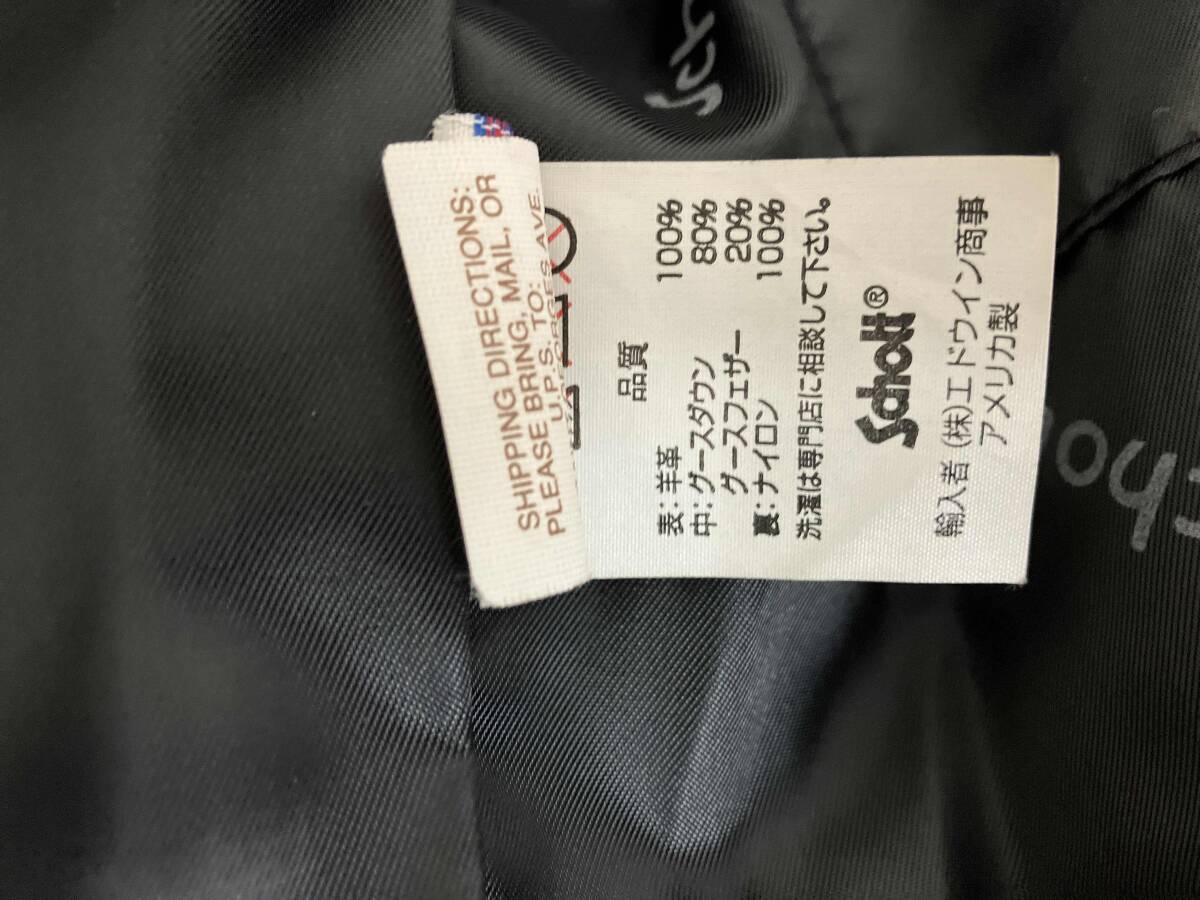 SHIPPING DIRECTIONS:
PLEASE BRING, MAIL, OR
U.P.S. TO:
品質
表:羊革 100%
中:グースダウン 80%
グースフェザー 20%
裏:ナイロン 100%
洗濯は専門店に相談して下さい。
Schott®
輸入者 (株)エドウイン商事
アメリカ製
Sch